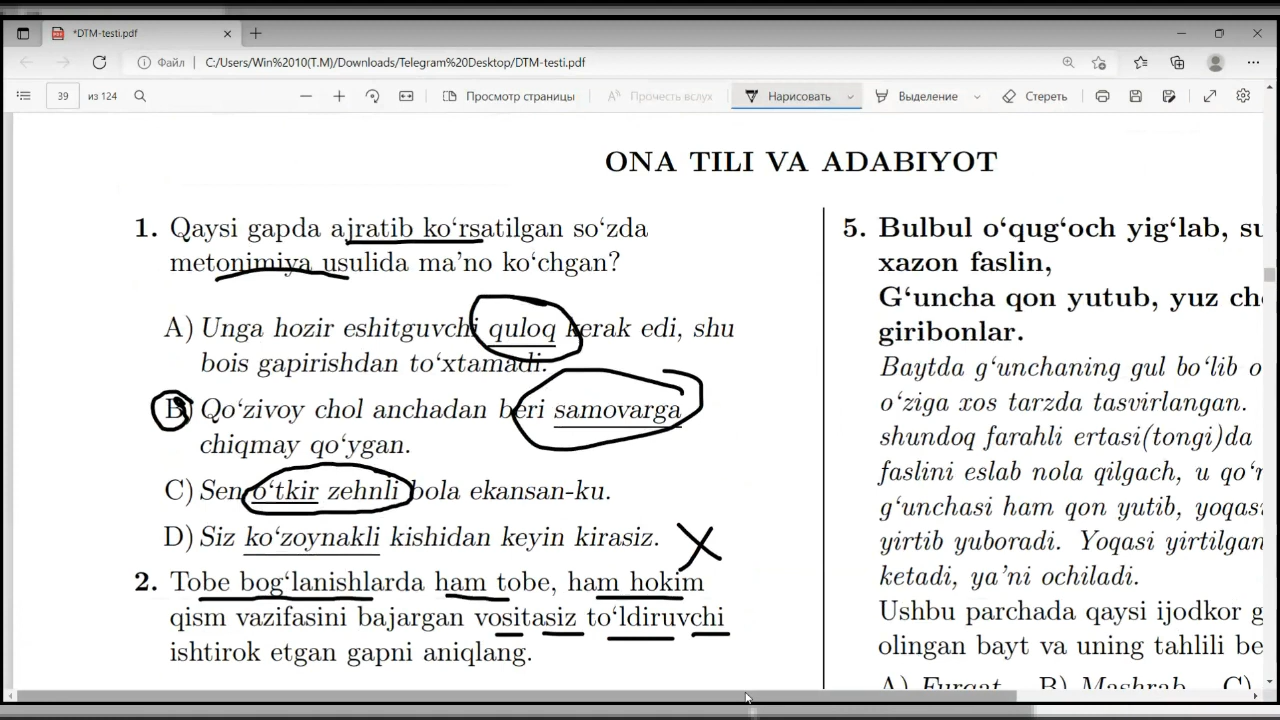 *DTM-testi.pdf
Файл C:/Users/Win%2010(T.M)/Downloads/Telegram%20Desktop/DTM-testi.pdf
39 из 124 Просмотр страницы Прочесть вслух Нарисовать Выделение Стереть
ONA TILI VA ADABIYOT
1. Qaysi gapda ajratib ko‘rsatilgan so‘zda
metonimiya usulida ma’no ko‘chgan?
A) Unga hozir eshitguvchi quloq kerak edi, shu
bois gapirishdan to‘xtamadi.
B) Qo‘zivoy chol anchadan beri samovarga
chiqmay qo‘ygan.
C) Sen o‘tkir zehnli bola ekansan-ku.
D) Siz ko‘zoynakli kishidan keyin kirasiz.
2. Tobe bog‘lanishlarda ham tobe, ham hokim
qism vazifasini bajargan vositasiz to‘ldiruvchi
ishtirok etgan gapni aniqlang.
5. Bulbul o‘qug‘och yig‘lab, su
xazon faslin,
G‘uncha qon yutub, yuz ch
giribonlar.
Baytda g‘unchaning gul bo‘lib o
o‘ziga xos tarzda tasvirlangan.
shundoq farahli ertasi(tongi)da
faslini eslab nola qilgach, u qo‘
g‘unchasi ham qon yutib, yoqas
yirtib yuboradi. Yoqasi yirtilgan
ketadi, ya’ni ochiladi.
Ushbu parchada qaysi ijodkor g
olingan bayt va uning tahlili be
A) Furqat B) Mashrab C)